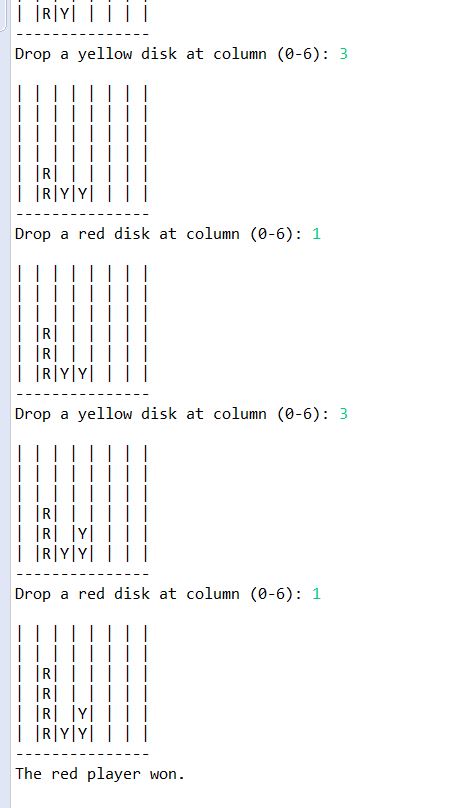 | |R|Y| | | | |
---------------
Drop a yellow disk at column (0-6): 3

| | | | | | | |
| | | | | | | |
| | | | | | | |
| | | | | | | |
| |R| | | | | |
| |R|Y|Y| | | |
---------------
Drop a red disk at column (0-6): 1

| | | | | | | |
| | | | | | | |
| | | | | | | |
| |R| | | | | |
| |R| | | | | |
| |R|Y|Y| | | |
---------------
Drop a yellow disk at column (0-6): 3

| | | | | | | |
| | | | | | | |
| | | | | | | |
| |R| | | | | |
| |R| |Y| | | |
| |R|Y|Y| | | |
---------------
Drop a red disk at column (0-6): 1

| | | | | | | |
| | | | | | | |
| |R| | | | | |
| |R| | | | | |
| |R| |Y| | | |
| |R|Y|Y| | | |
---------------
The red player won.